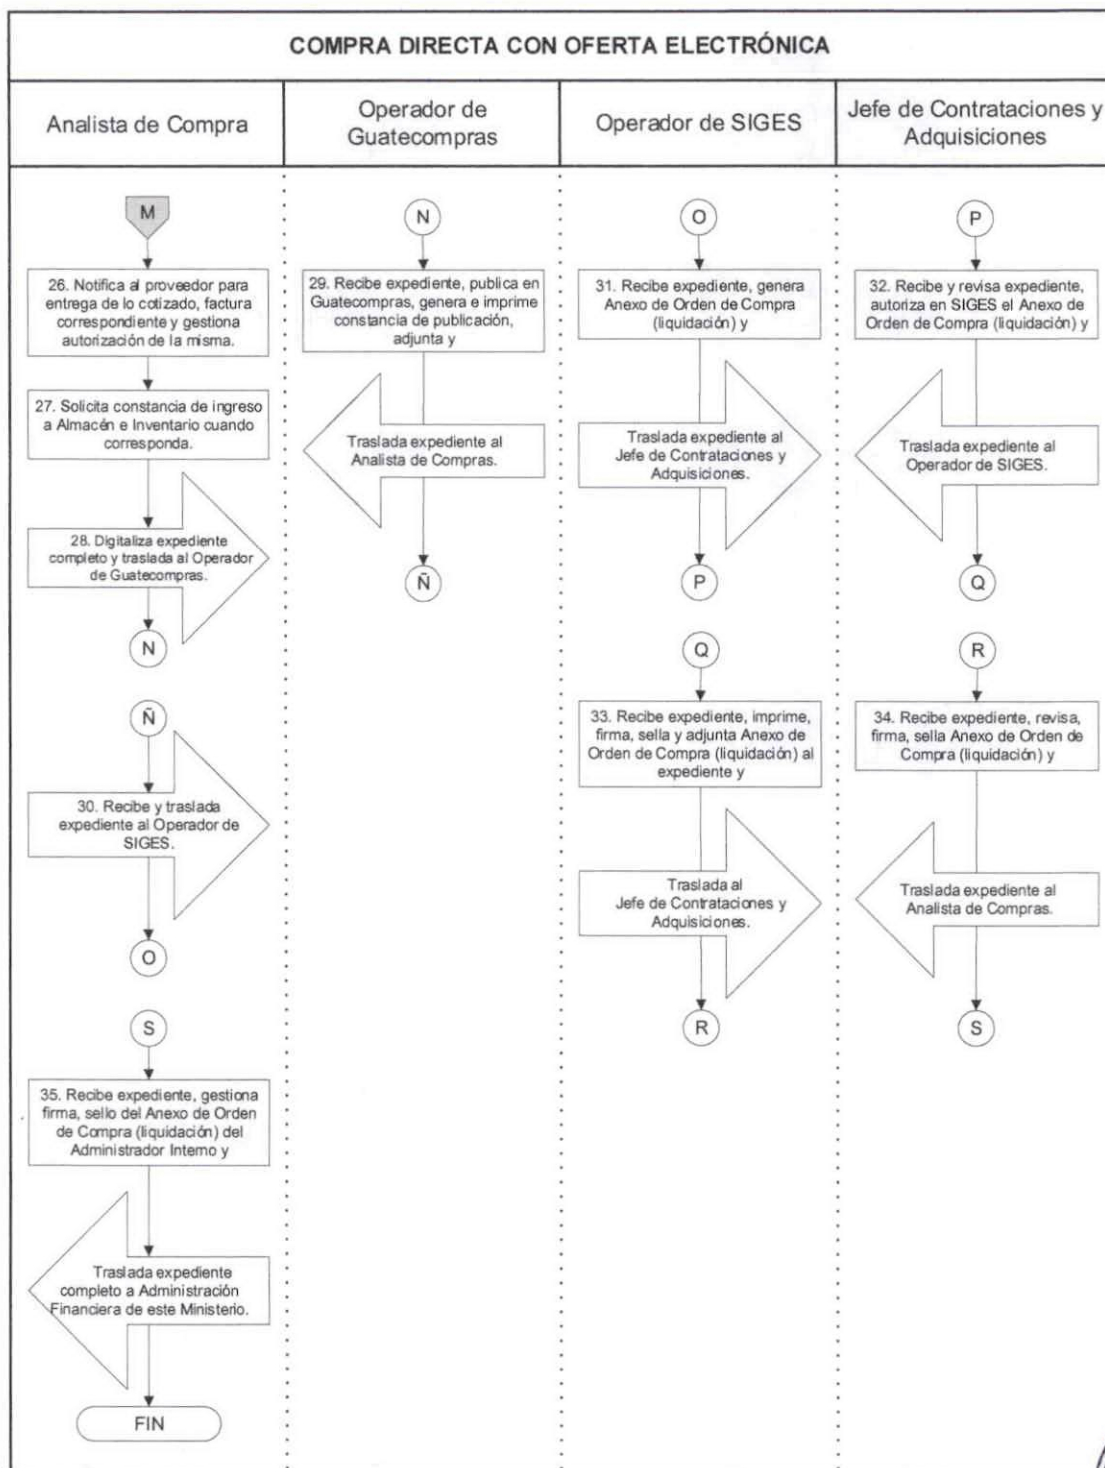 COMPRA DIRECTA CON OFERTA ELECTRÓNICA
Analista de Compra
Operador de
Guatecompras
Operador de SIGES
Jefe de Contrataciones y
Adquisiciones
M
26. Notifica al proveedor para
entrega de lo cotizado, factura
correspondiente y gestiona
autorización de la misma.
27. Solicita constancia de ingreso
a Almacén e Inventario cuando
corresponda.
28. Digitaliza expediente
completo y traslada al Operador
de Guatecompras.
N
Ñ
30. Recibe y traslada
expediente al Operador de
SIGES.
O
S
35. Recibe expediente, gestiona
firma, sello del Anexo de Orden
de Compra (liquidación) del
Administrador Interno y
Traslada expediente
completo a Administración
Financiera de este Ministerio.
FIN
N
29. Recibe expediente, publica en
Guatecompras, genera e imprime
constancia de publicación,
adjunta y
Traslada expediente al
Analista de Compras.
Ñ
O
31. Recibe expediente, genera
Anexo de Orden de Compra
(liquidación) y
Traslada expediente al
Jefe de Contrataciones y
Adquisiciones.
P
Q
33. Recibe expediente, imprime,
firma, sella y adjunta Anexo de
Orden de Compra (liquidación) al
expediente y
Traslada al
Jefe de Contrataciones y
Adquisiciones.
R
P
32. Recibe y revisa expediente,
autoriza en SIGES el Anexo de
Orden de Compra (liquidación) y
Traslada expediente al
Operador de SIGES.
Q
R
34. Recibe expediente, revisa,
firma, sella Anexo de Orden de
Compra (liquidación) y
Traslada expediente al
Analista de Compras.
S